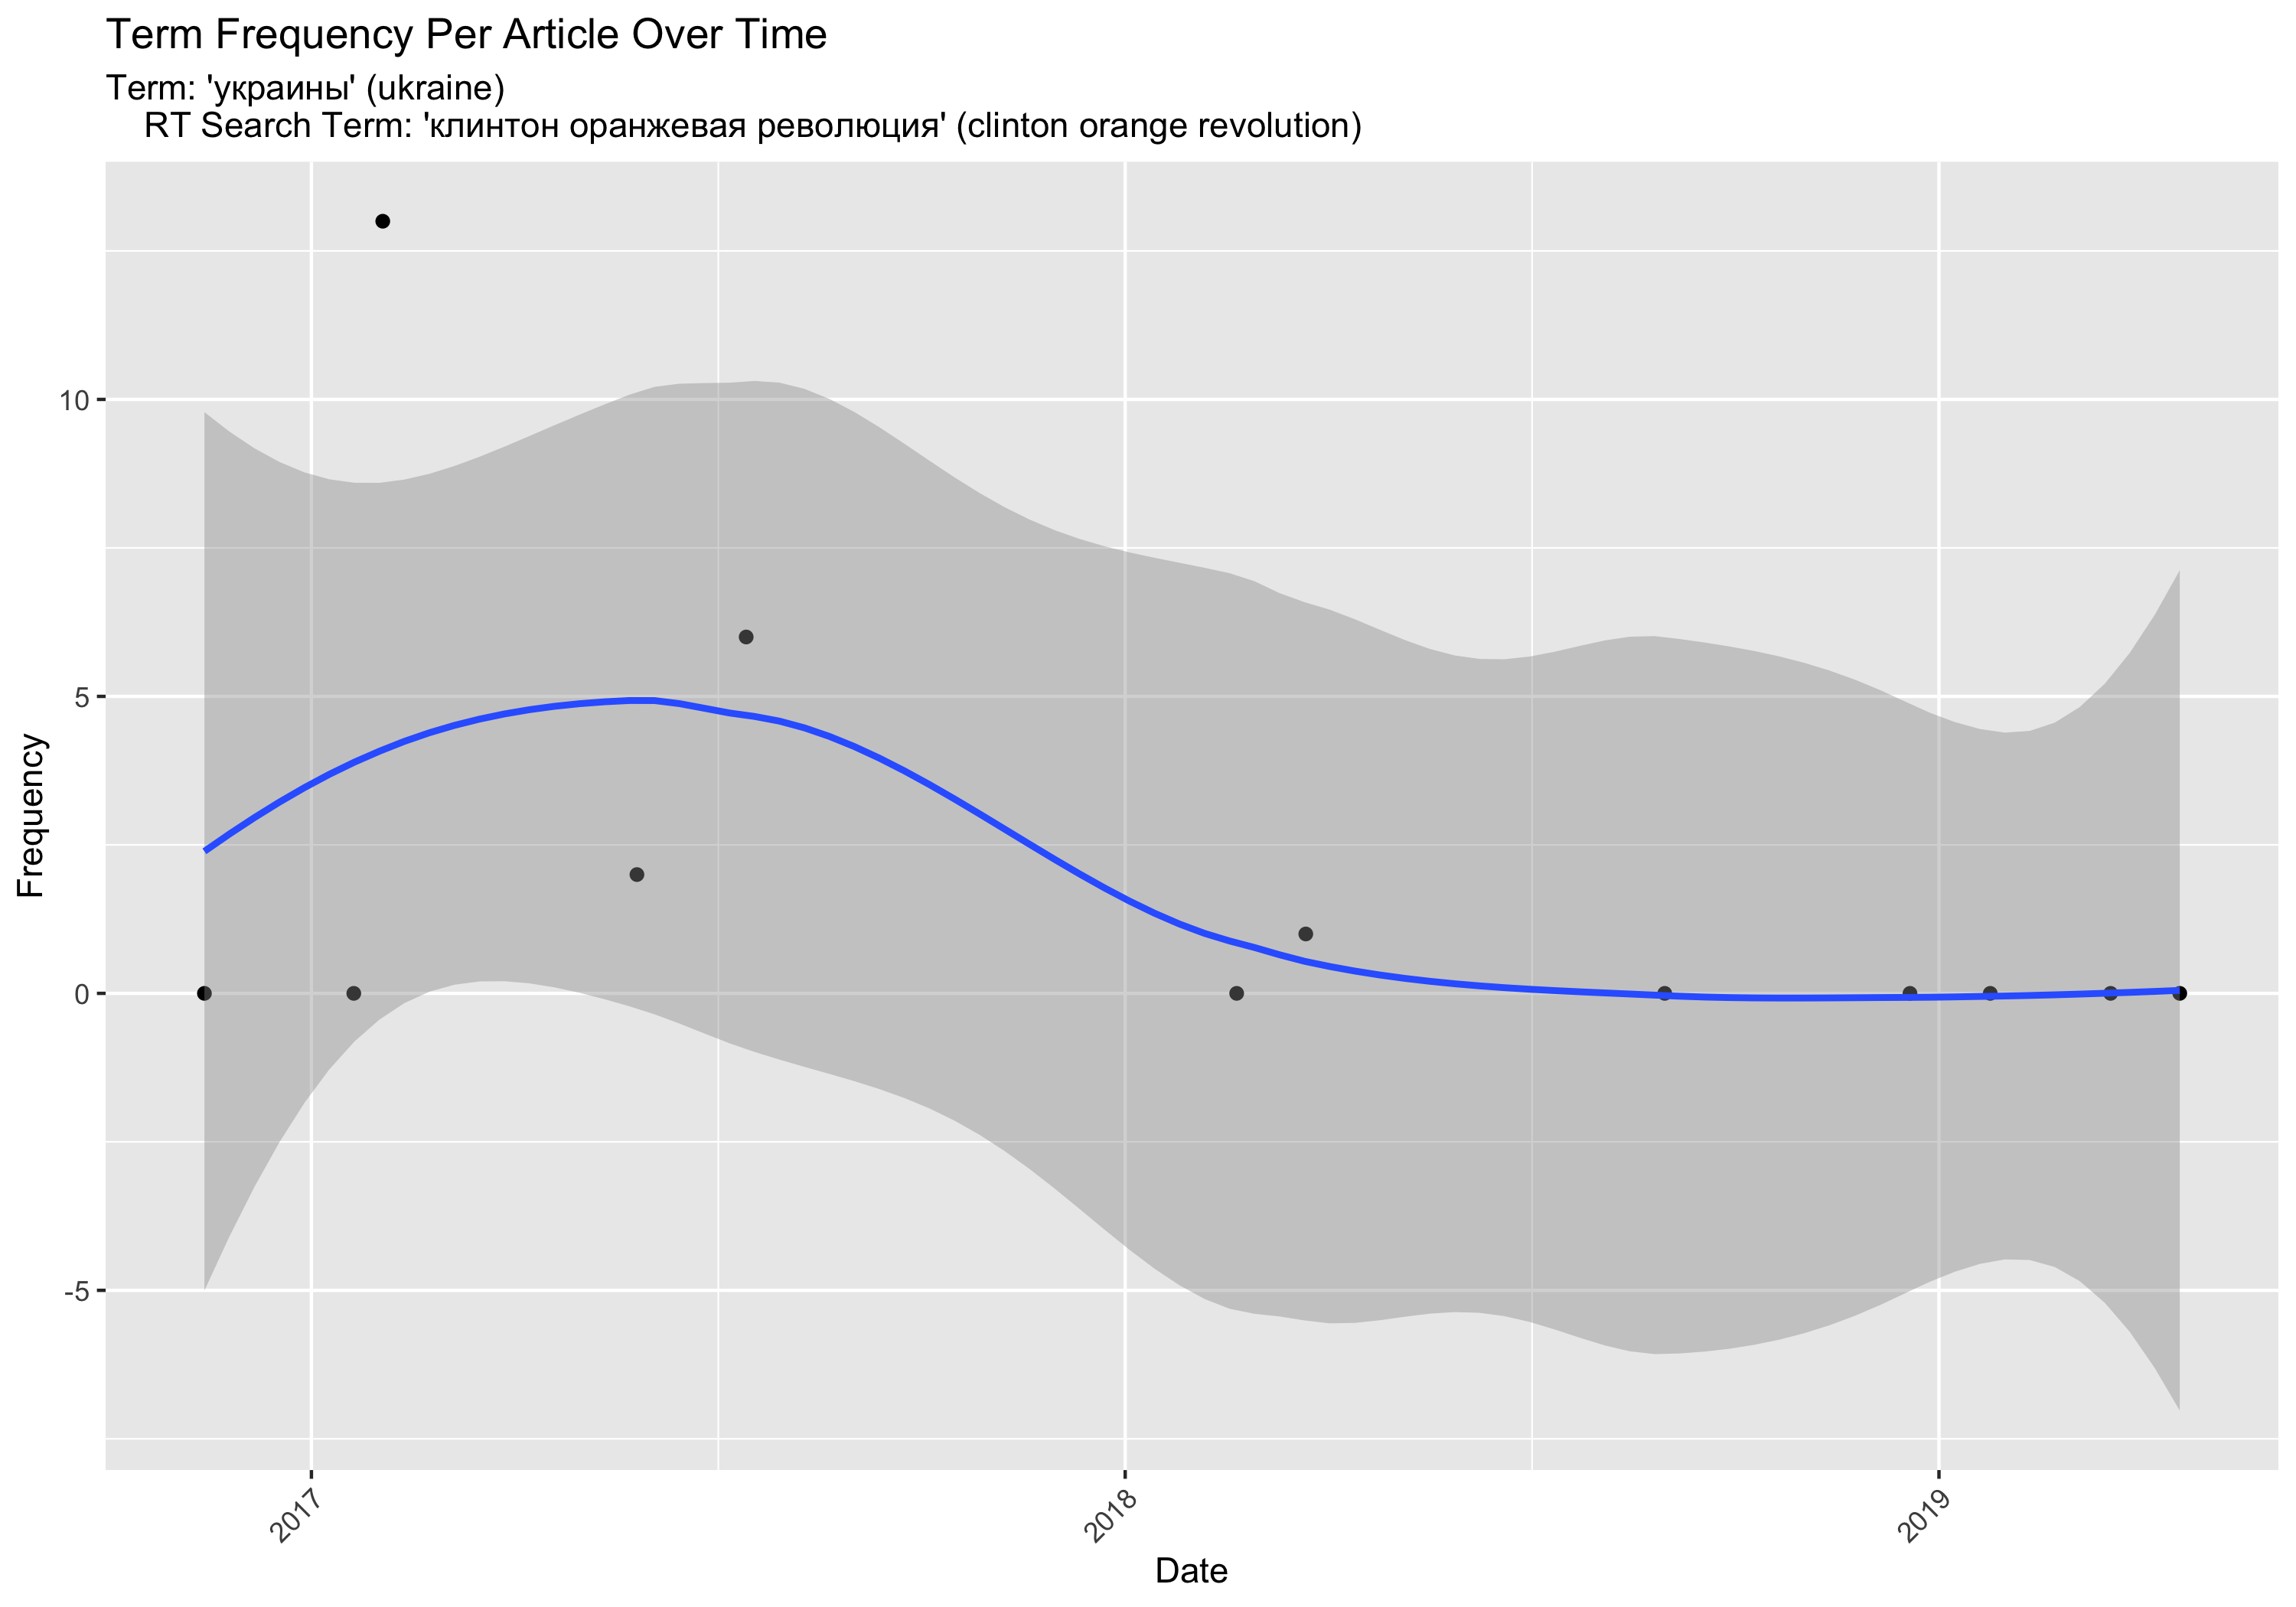 Term Frequency Per Article Over Time
Term: 'украины' (ukraine)
RT Search Term: 'клинтон оранжевая революция' (clinton orange revolution)
Frequency
10
5
0
-5
2017
2018
2019
Date